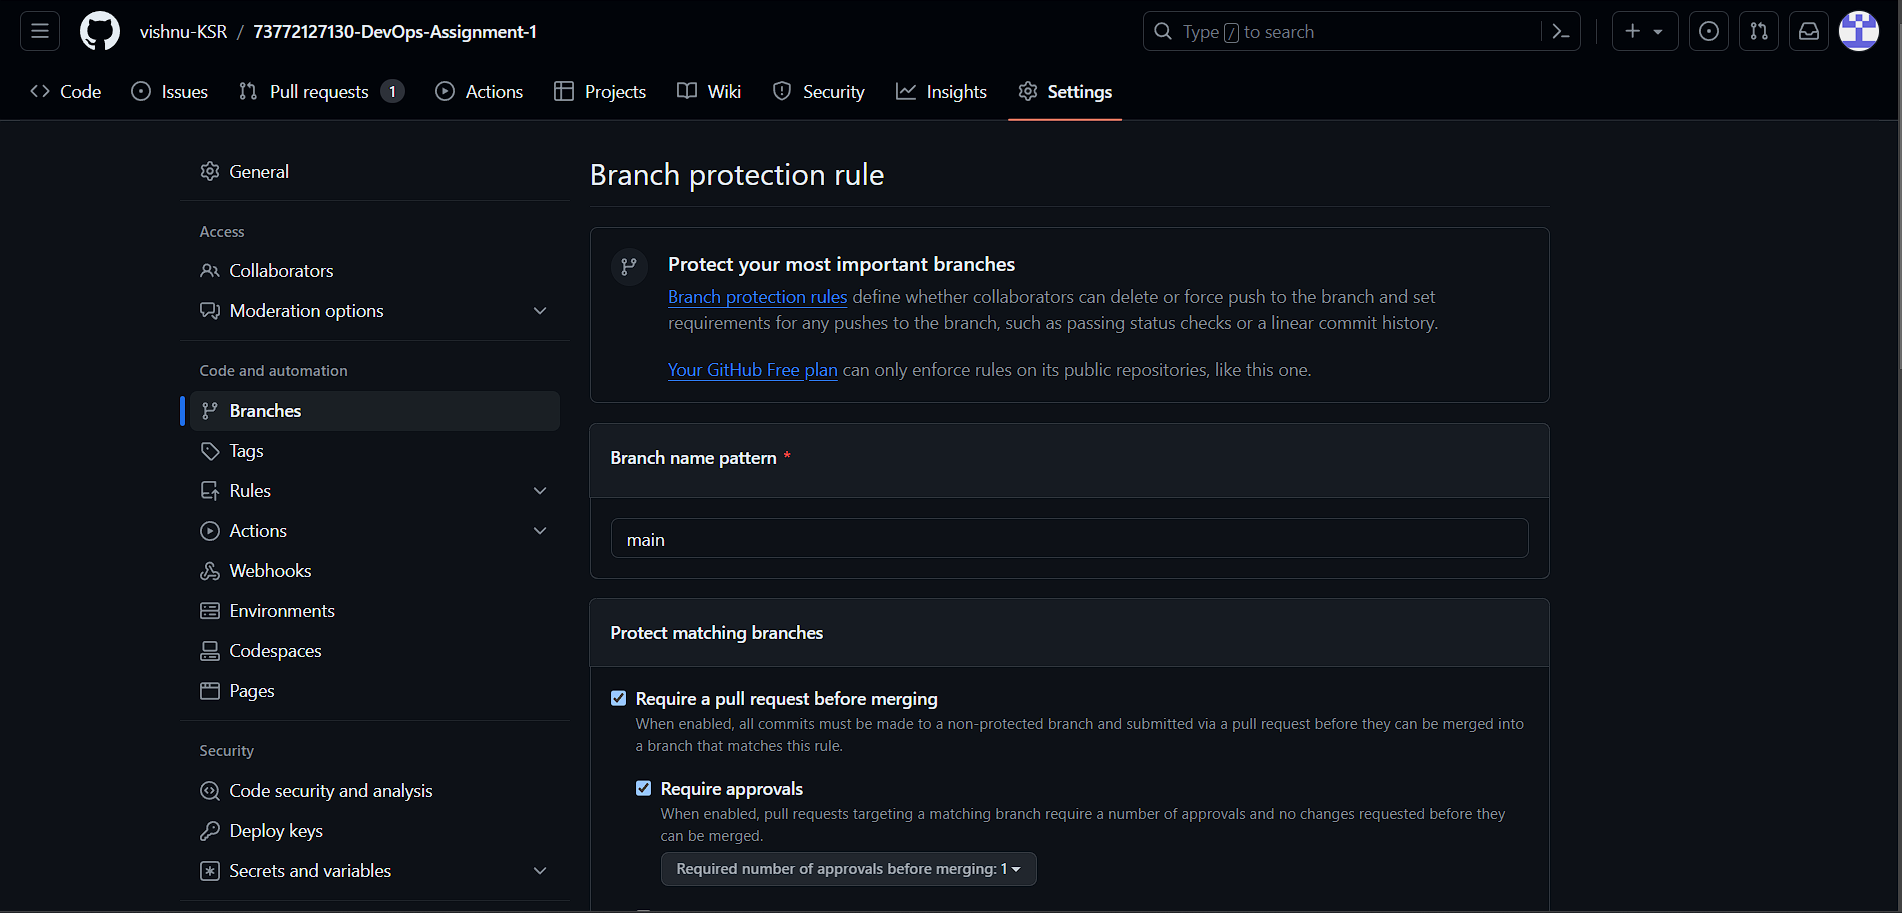 vishnu-KSR / 73772127130-DevOps-Assignment-1
Type / to search
Code
Issues
Pull requests 1
Actions
Projects
Wiki
Security
Insights
Settings
General
Access
Collaborators
Moderation options
Code and automation
Branches
Tags
Rules
Actions
Webhooks
Environments
Codespaces
Pages
Security
Code security and analysis
Deploy keys
Secrets and variables
Branch protection rule
Protect your most important branches
Branch protection rules define whether collaborators can delete or force push to the branch and set
requirements for any pushes to the branch, such as passing status checks or a linear commit history.
Your GitHub Free plan can only enforce rules on its public repositories, like this one.
Branch name pattern *
main
Protect matching branches
Require a pull request before merging
When enabled, all commits must be made to a non-protected branch and submitted via a pull request before they can be merged into
a branch that matches this rule.
Require approvals
When enabled, pull requests targeting a matching branch require a number of approvals and no changes requested before they
can be merged.
Required number of approvals before merging: 1